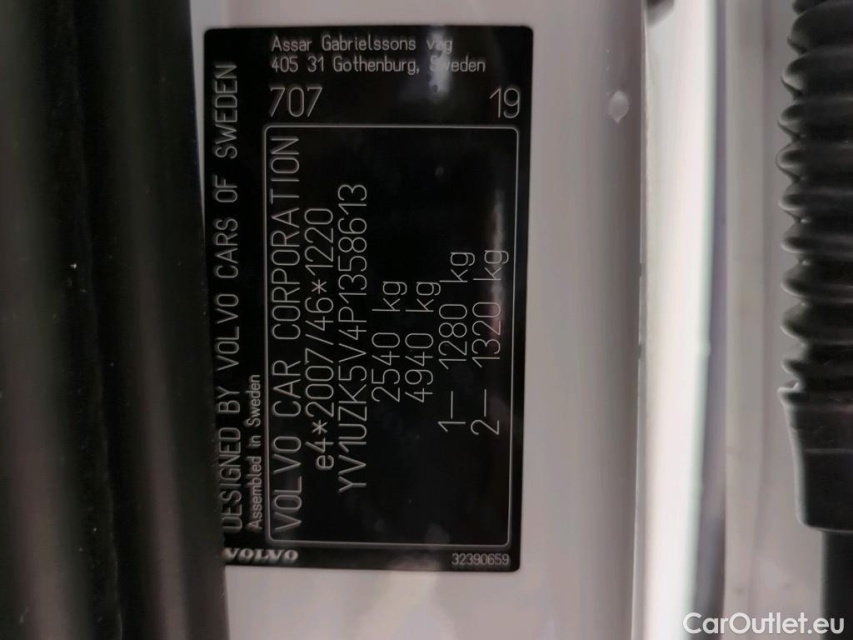 Assar Gabrielssons väg
405 31 Gothenburg, Sweden
707 19
DESIGNED BY VOLVO CARS OF SWEDEN
Assembled in Sweden
VOLVO CAR CORPORATION
e4*2007/46*1220
YV1UZK5V4P1358613
2540 kg
4940 kg
1— 1280 kg
2— 1320 kg
VOLVO
32390659
CarOutlet.eu